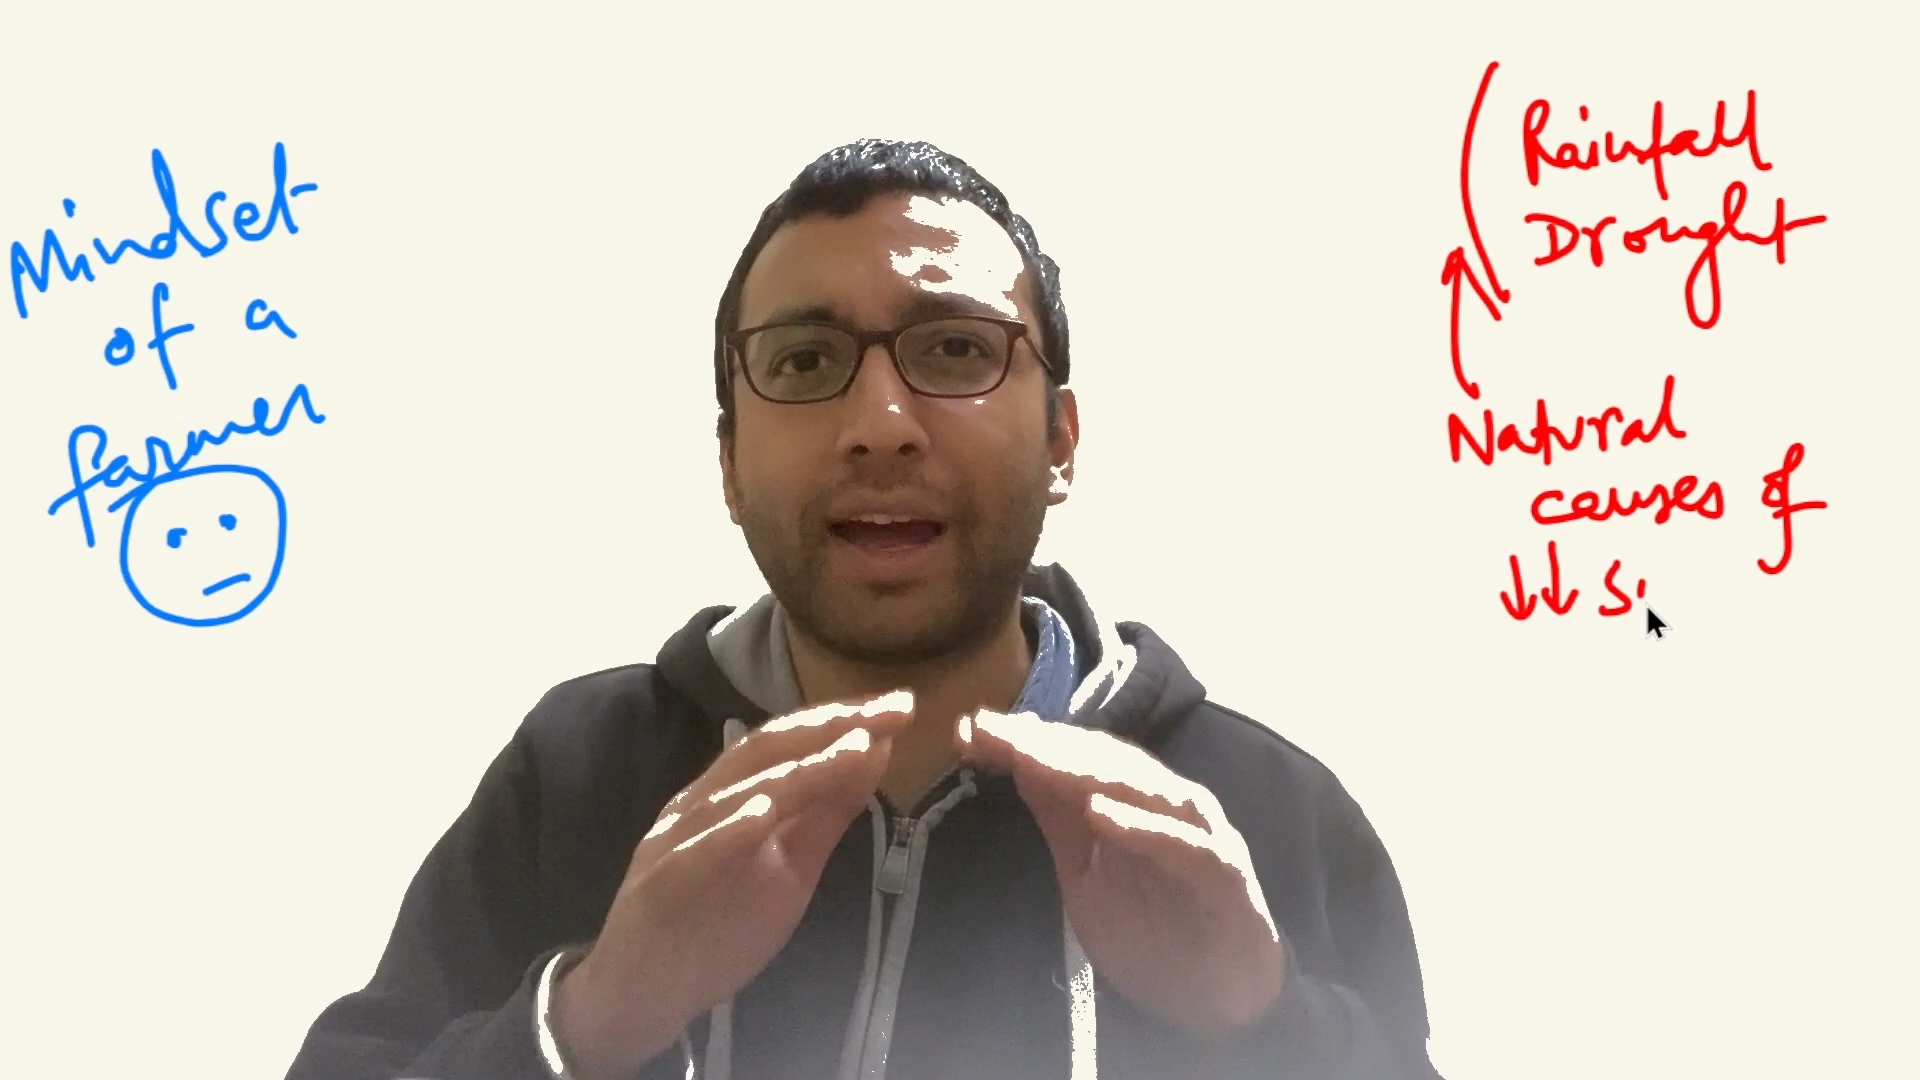 Mindset
of a
farmer
Rainfall
Drought
Natural
causes of
↓↓ s